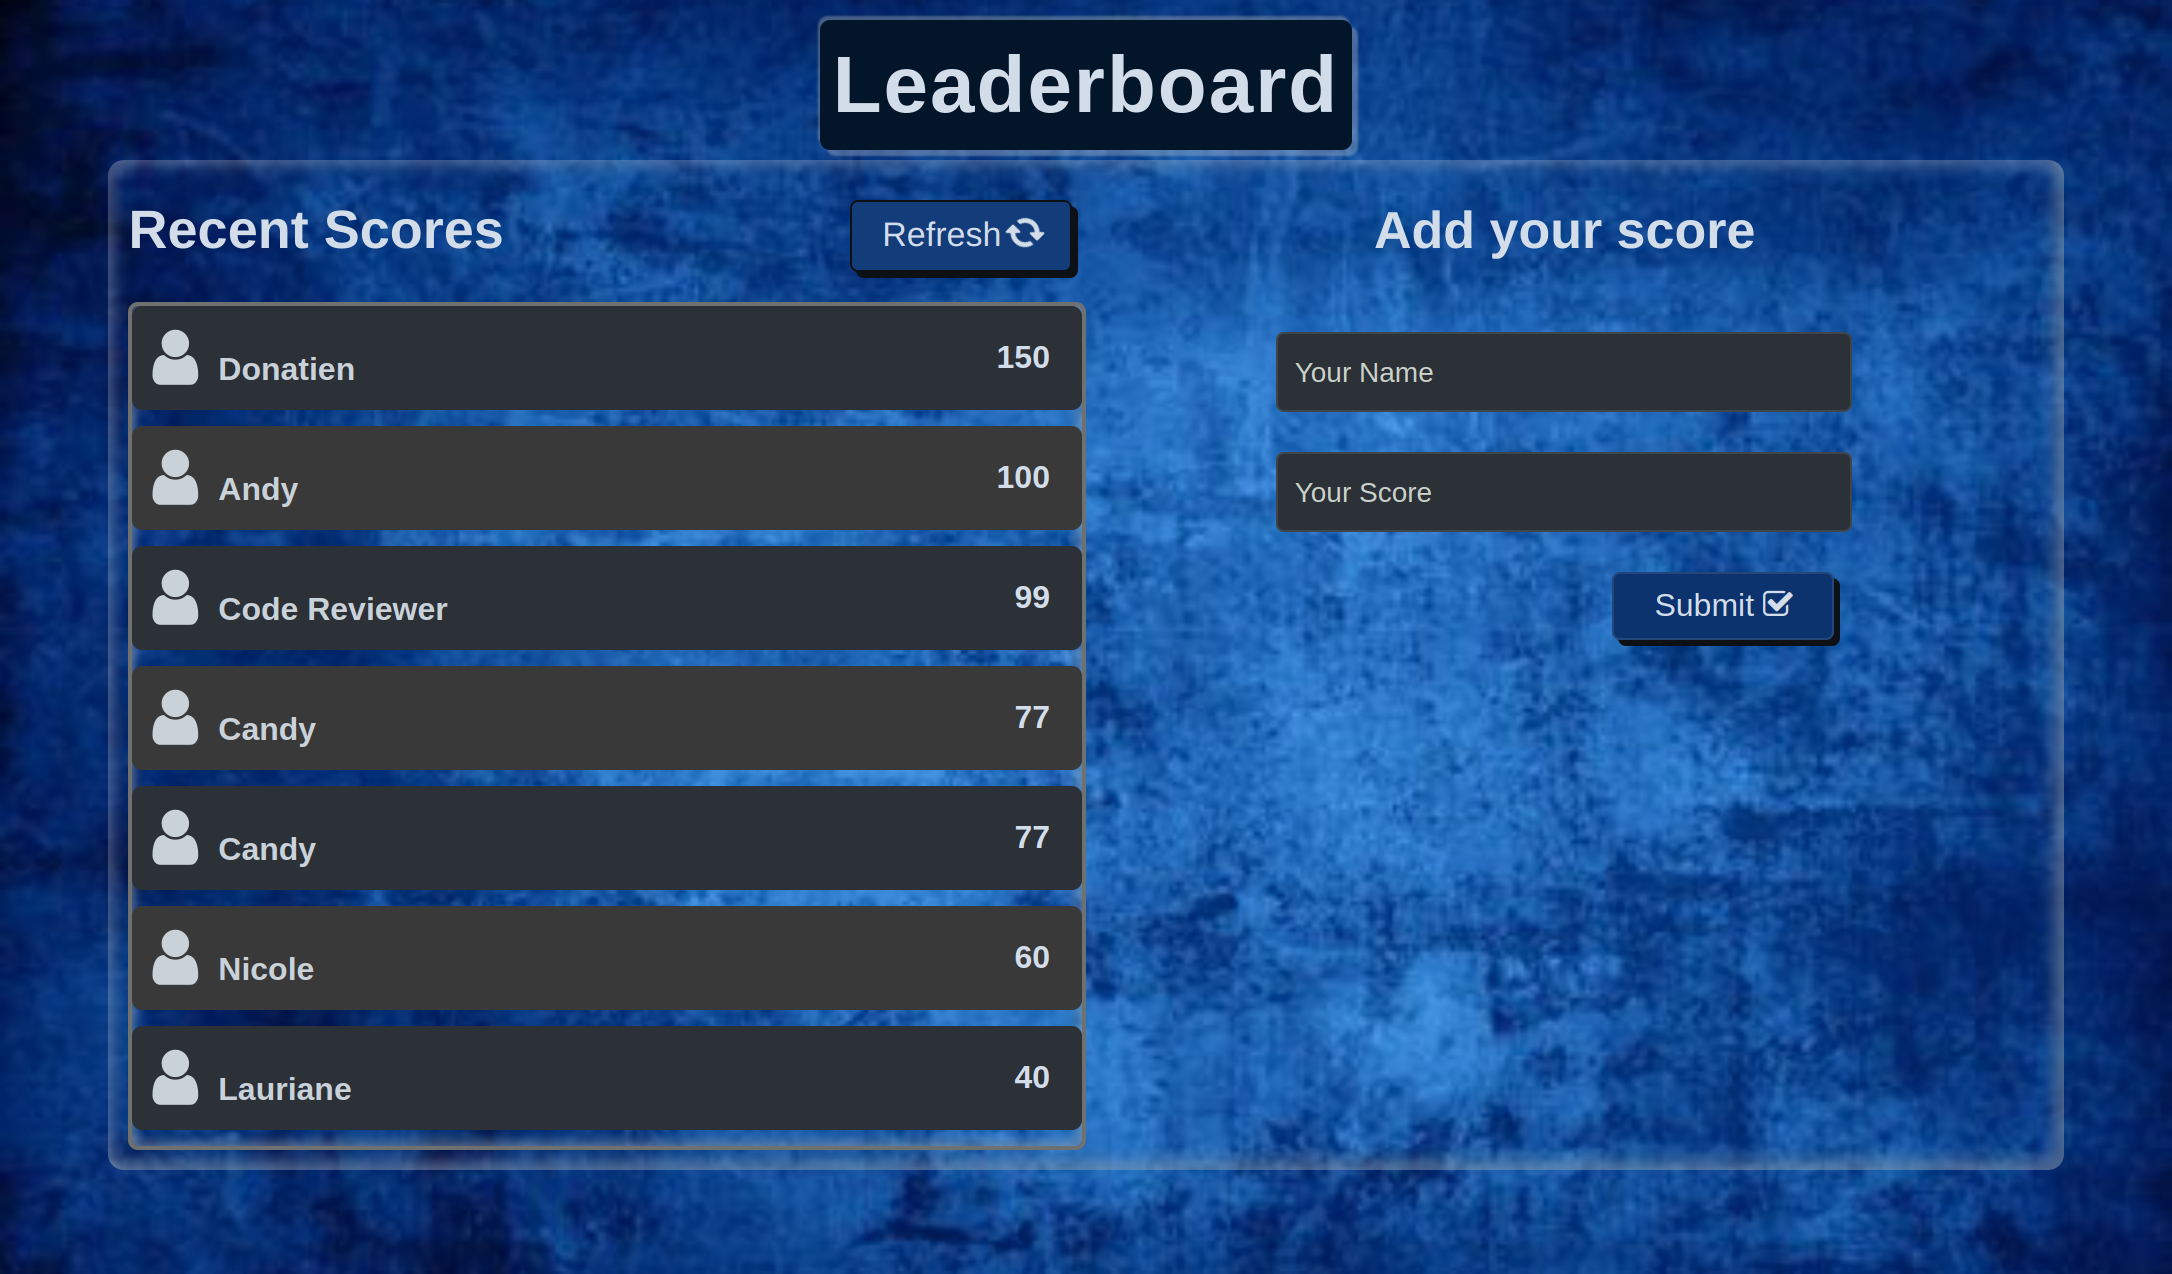 Leaderboard
Recent Scores
Refresh
Donatien 150
Andy 100
Code Reviewer 99
Candy 77
Candy 77
Nicole 60
Lauriane 40
Add your score
Your Name
Your Score
Submit